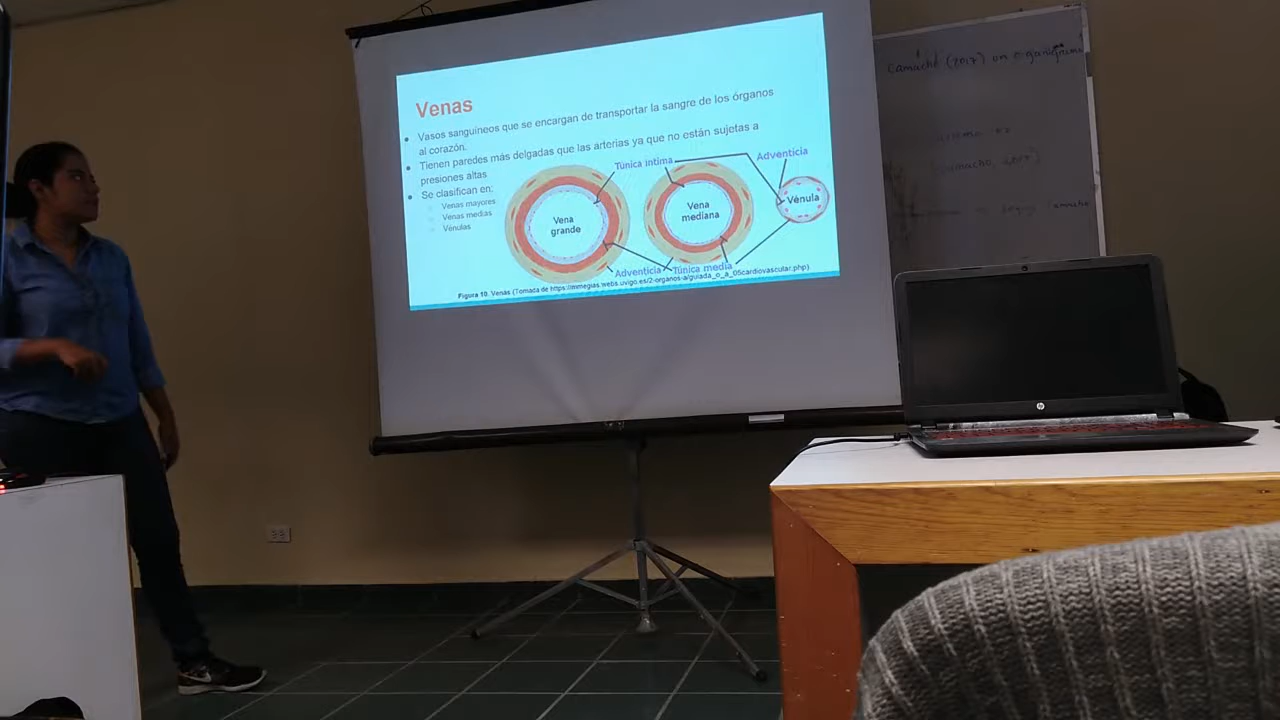 Venas
Vasos sanguíneos que se encargan de transportar la sangre de los órganos
al corazón.
Tienen paredes más delgadas que las arterias ya que no están sujetas a
presiones altas
Se clasifican en:
Venas mayores
Venas medias
Vénulas
Túnica íntima
Adventicia
Vena
grande
Vena
mediana
Vénula
Adventicia
Túnica media
Figura 10. Venas (Tomada de https://mmegias.webs.uvigo.es/2-organos-a/guiada_o_a_05cardiovascular.php)
Camacho (2017) un organismo
hp